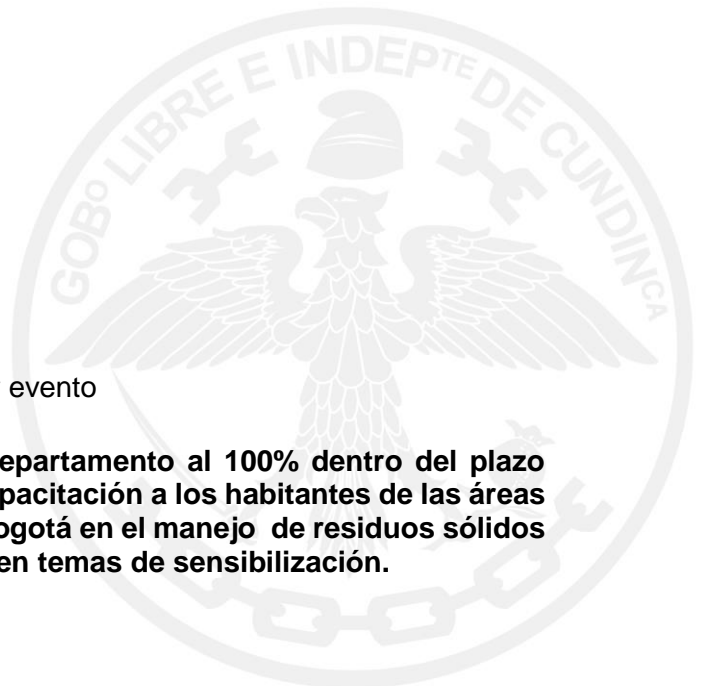 GOBº LIBRE E INDEPTE DE CUNDINCA
evento
epartamento al 100% dentro del plazo
pacitación a los habitantes de las áreas
ogotá en el manejo de residuos sólidos
en temas de sensibilización.